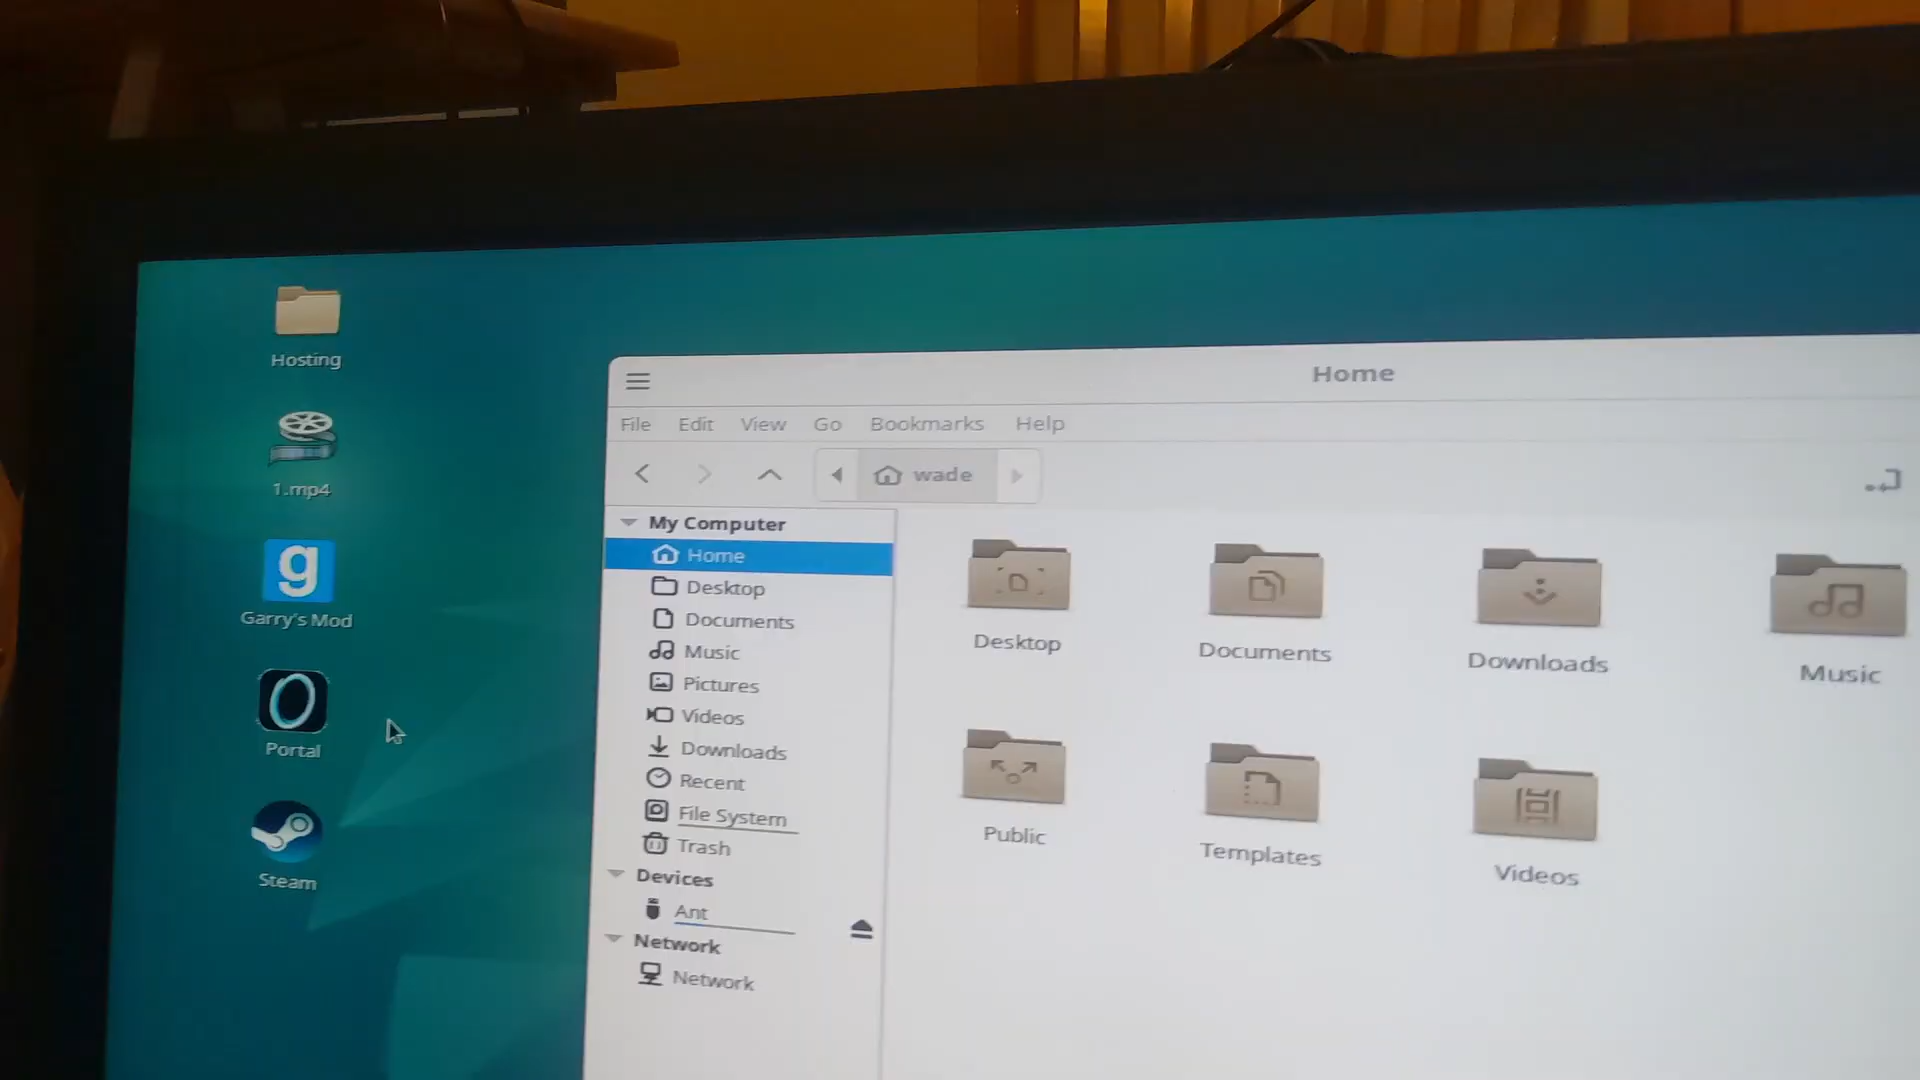 Hosting
1.mp4
g
Garry's Mod
Portal
Steam
Home
File Edit View Go Bookmarks Help
wade
My Computer
Home
Desktop
Documents
Music
Pictures
Videos
Downloads
Recent
File System
Trash
Devices
Ant
Network
Network
Desktop
Documents
Downloads
Music
Public
Templates
Videos